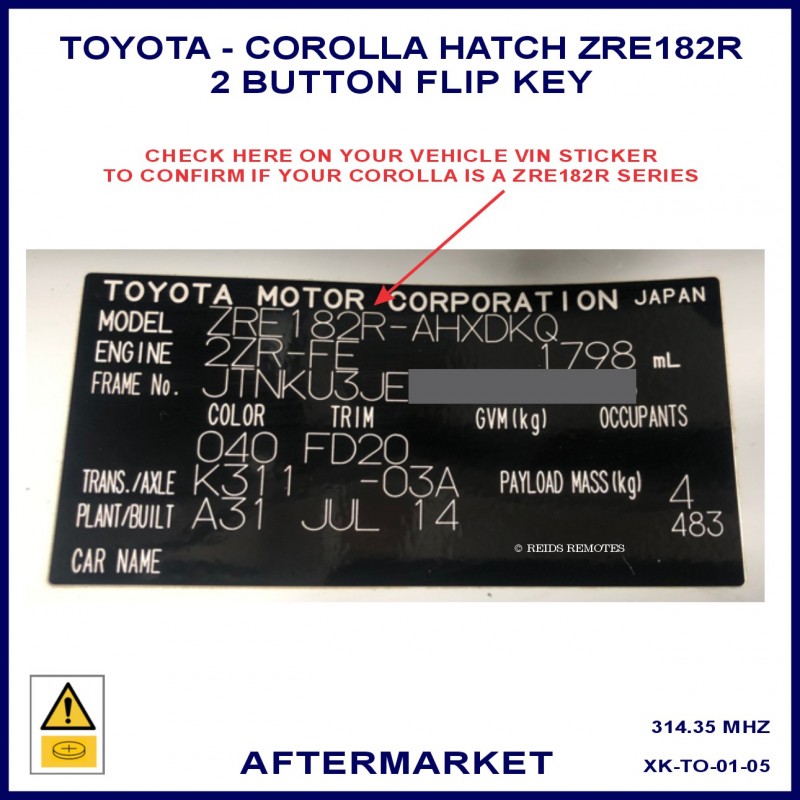 TOYOTA - COROLLA HATCH ZRE182R
2 BUTTON FLIP KEY
CHECK HERE ON YOUR VEHICLE VIN STICKER
TO CONFIRM IF YOUR COROLLA IS A ZRE182R SERIES
TOYOTA MOTOR CORPORATION JAPAN
MODEL ZRE182R-AHXDKQ
ENGINE 2ZR-FE 1798 mL
FRAME No. JTNKU3JE
COLOR TRIM GVM(kg) OCCUPANTS
040 FD20
TRANS./AXLE K311 -03A PAYLOAD MASS(kg) 4
PLANT/BUILT A31 JUL 14 483
© REIDS REMOTES
CAR NAME
314.35 MHZ
AFTERMARKET XK-TO-01-05